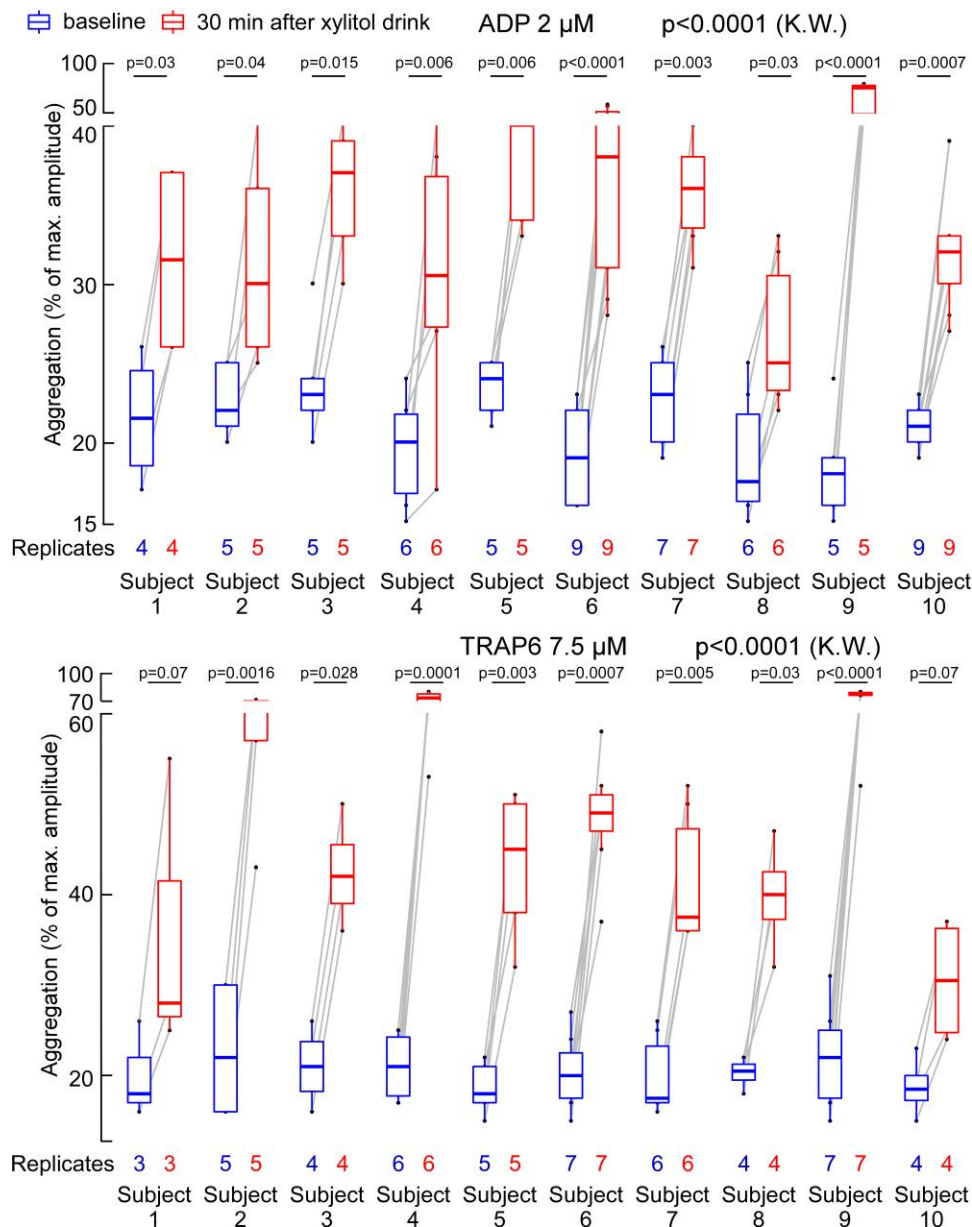 baseline 30 min after xylitol drink ADP 2 µM p<0.0001 (K.W.)
p=0.03 p=0.04 p=0.015 p=0.006 p=0.006 p<0.0001 p=0.003 p=0.03 p<0.0001 p=0.0007
Aggregation (% of max. amplitude)
100
50
40
30
20
15
Replicates 4 4 5 5 5 5 6 6 5 5 9 9 7 7 6 6 5 5 9 9
Subject Subject Subject Subject Subject Subject Subject Subject Subject Subject
1 2 3 4 5 6 7 8 9 10
TRAP6 7.5 µM p<0.0001 (K.W.)
p=0.07 p=0.0016 p=0.028 p=0.0001 p=0.003 p=0.0007 p=0.005 p=0.03 p<0.0001 p=0.07
Aggregation (% of max. amplitude)
100
70
60
40
20
Replicates 3 3 5 5 4 4 6 6 5 5 7 7 6 6 4 4 7 7 4 4
Subject Subject Subject Subject Subject Subject Subject Subject Subject Subject
1 2 3 4 5 6 7 8 9 10